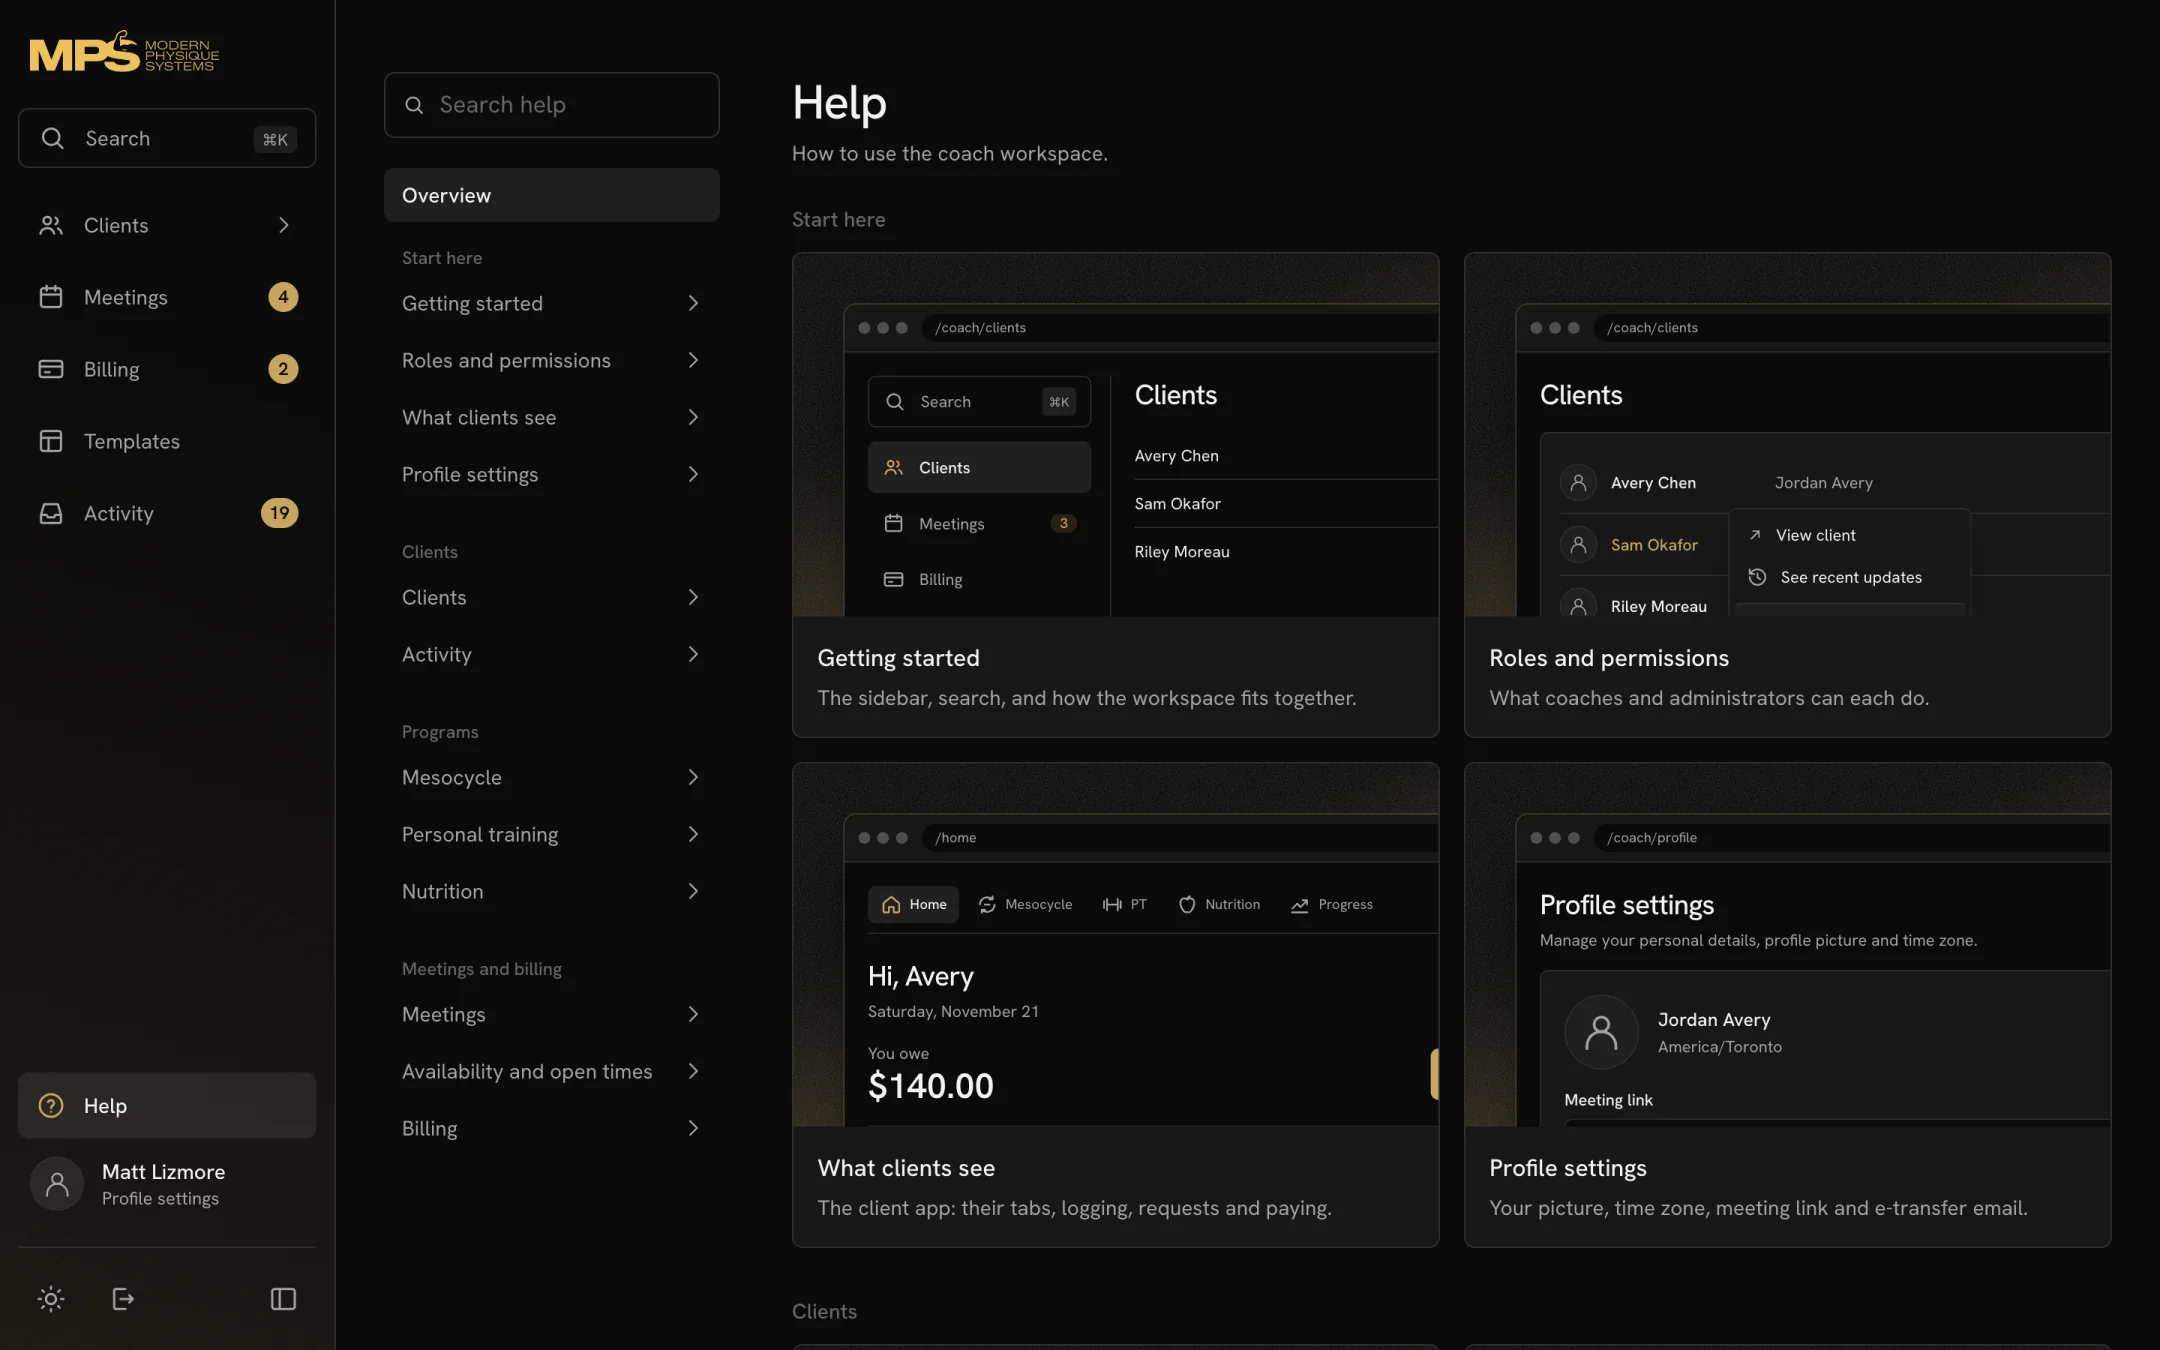 MPS MODERN
PHYSIQUE
SYSTEMS
Search ⌘K
Clients
Meetings 4
Billing 2
Templates
Activity 19
Help
Matt Lizmore
Profile settings
Search help
Overview
Start here
Getting started
Roles and permissions
What clients see
Profile settings
Clients
Clients
Activity
Programs
Mesocycle
Personal training
Nutrition
Meetings and billing
Meetings
Availability and open times
Billing
Help
How to use the coach workspace.
Start here
/coach/clients
Search ⌘K
Clients
Meetings 3
Billing
Clients
Avery Chen
Sam Okafor
Riley Moreau
Getting started
The sidebar, search, and how the workspace fits together.
/coach/clients
Clients
Avery Chen Jordan Avery
Sam Okafor
Riley Moreau
View client
See recent updates
Roles and permissions
What coaches and administrators can each do.
/home
Home Mesocycle PT Nutrition Progress
Hi, Avery
Saturday, November 21
You owe
$140.00
What clients see
The client app: their tabs, logging, requests and paying.
/coach/profile
Profile settings
Manage your personal details, profile picture and time zone.
Jordan Avery
America/Toronto
Meeting link
Profile settings
Your picture, time zone, meeting link and e-transfer email.
Clients